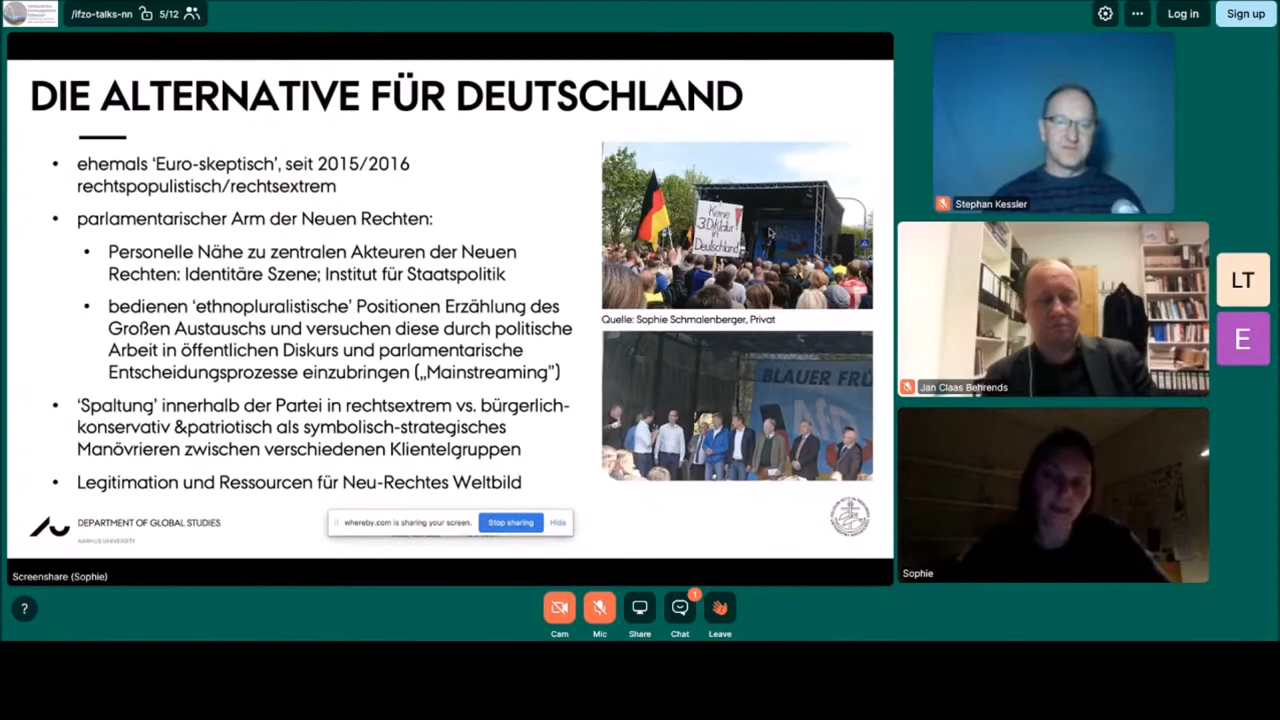 /ifzo-talks-nn 5/12
Log in
Sign up
DIE ALTERNATIVE FÜR DEUTSCHLAND
• ehemals ‘Euro-skeptisch’, seit 2015/2016
rechtspopulistisch/rechtsextrem
• parlamentarischer Arm der Neuen Rechten:
• Personelle Nähe zu zentralen Akteuren der Neuen
Rechten: Identitäre Szene; Institut für Staatspolitik
• bedienen ‘ethnopluralistische’ Positionen Erzählung des
Großen Austauschs und versuchen diese durch politische
Arbeit in öffentlichen Diskurs und parlamentarische
Entscheidungsprozesse einzubringen („Mainstreaming”)
• ‘Spaltung’ innerhalb der Partei in rechtsextrem vs. bürgerlich-
konservativ &patriotisch als symbolisch-strategisches
Manövrieren zwischen verschiedenen Klientelgruppen
• Legitimation und Ressourcen für Neu-Rechtes Weltbild
Keine
3.Diktatur
in
Deutschland
Quelle: Sophie Schmalenberger, Privat
BLAUER FRÜ
AfD
DEPARTMENT OF GLOBAL STUDIES
AARHUS UNIVERSITY
whereby.com is sharing your screen.
Stop sharing
Hide
Screenshare (Sophie)
Stephan Kessler
Jan Claas Behrends
Sophie
LT
E
?
1
Cam
Mic
Share
Chat
Leave